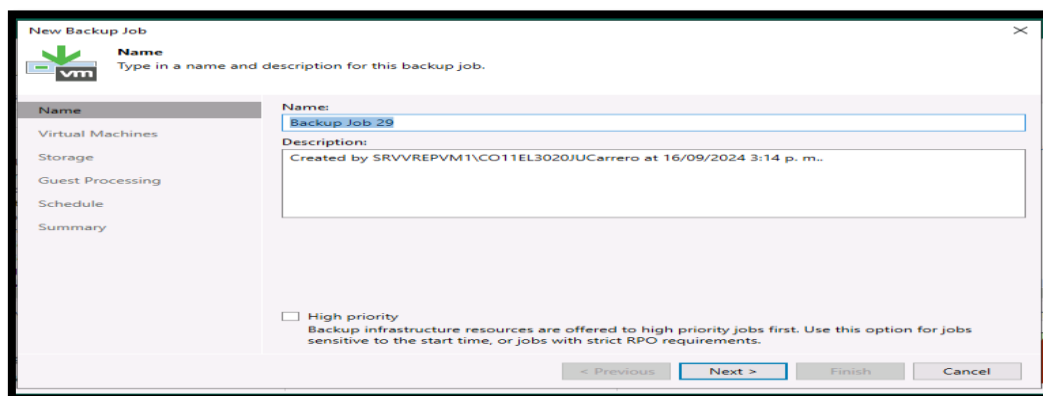 New Backup Job
Name
Type in a name and description for this backup job.
vm
Name
Virtual Machines
Storage
Guest Processing
Schedule
Summary
Name:
Backup Job 29
Description:
Created by SRVVREPVM1\CO11EL3020JUCarrero at 16/09/2024 3:14 p. m..
High priority
Backup infrastructure resources are offered to high priority jobs first. Use this option for jobs
sensitive to the start time, or jobs with strict RPO requirements.
< Previous
Next >
Finish
Cancel